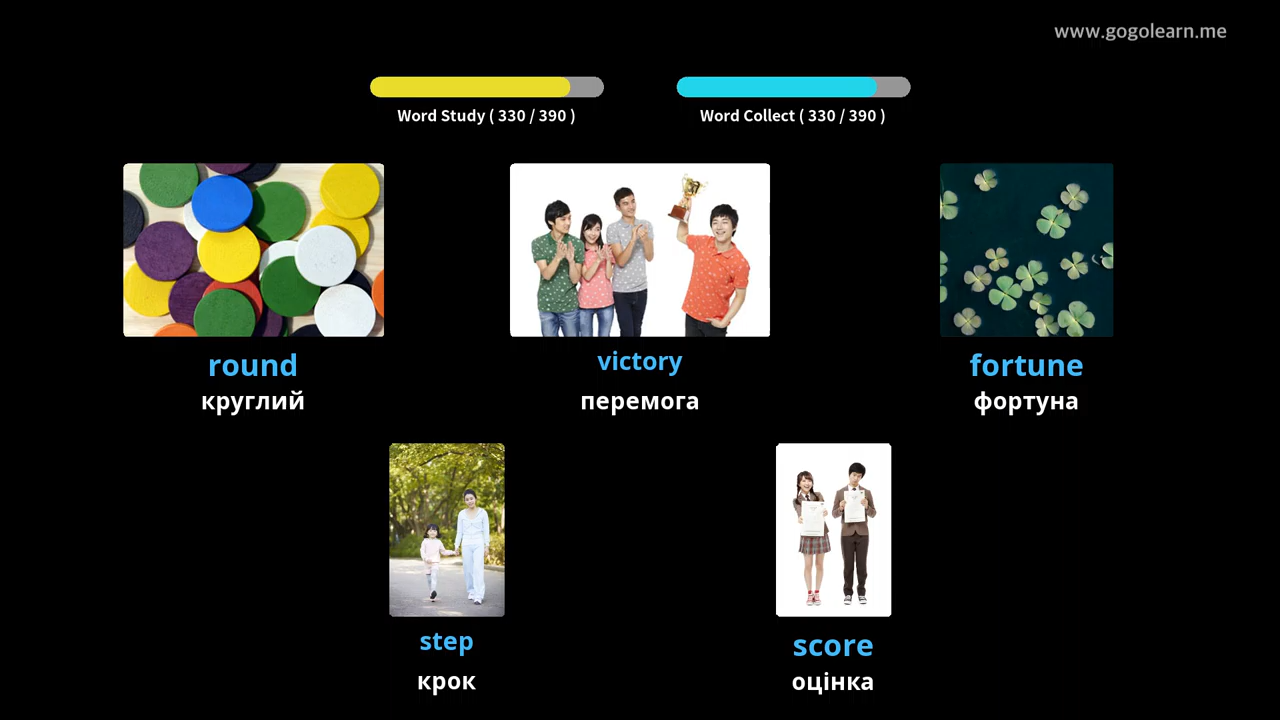 www.gogolearn.me
Word Study ( 330 / 390 )
Word Collect ( 330 / 390 )
round
круглий
victory
перемога
fortune
фортуна
step
крок
score
оцінка